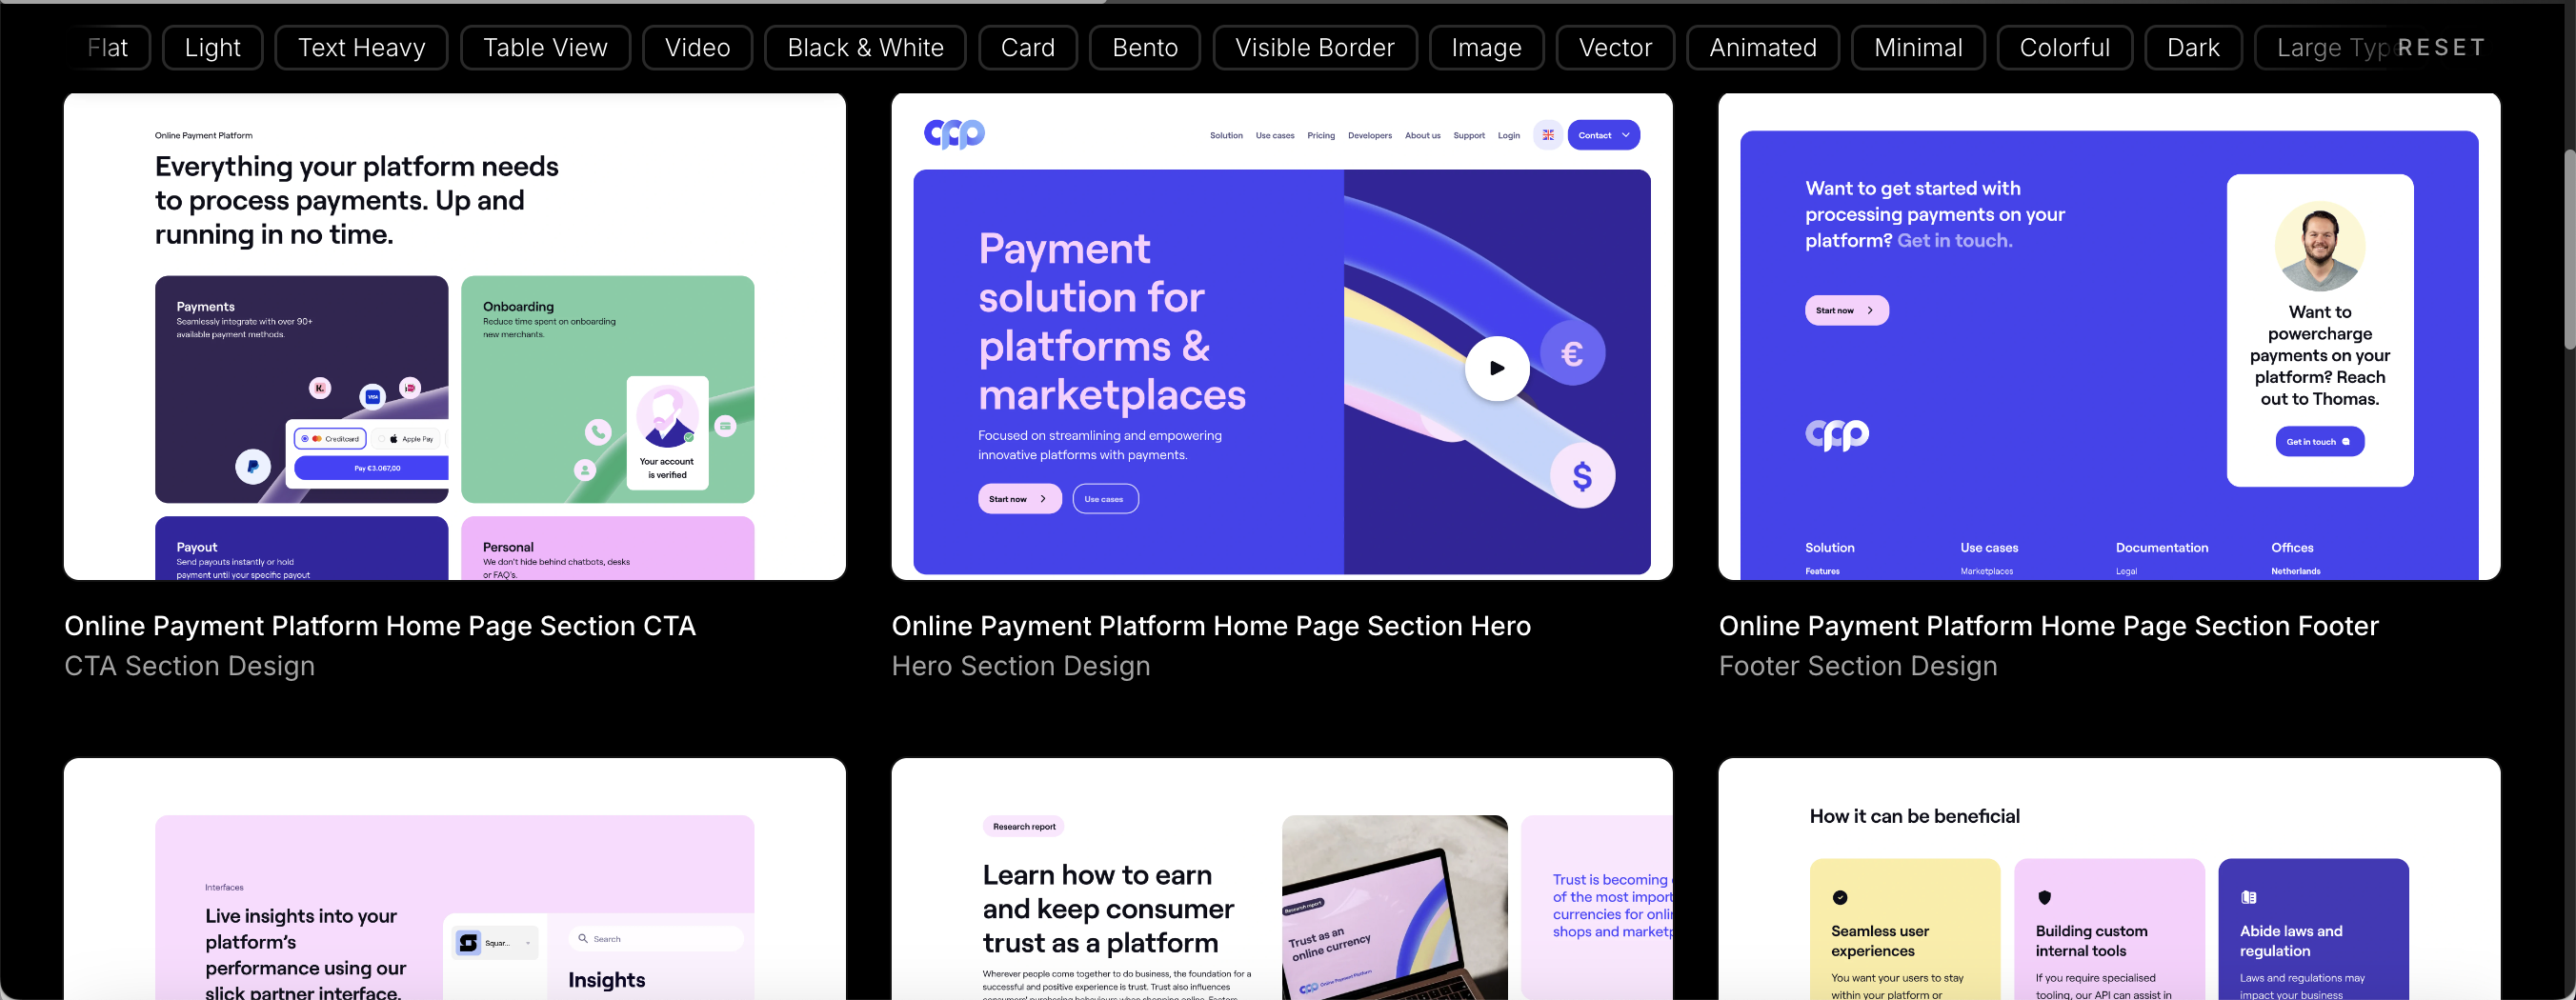 Flat
Light
Text Heavy
Table View
Video
Black & White
Card
Bento
Visible Border
Image
Vector
Animated
Minimal
Colorful
Dark
Large Type
RESET
Online Payment Platform
Everything your platform needs
to process payments. Up and
running in no time.
Payments
Seamlessly integrate with over 90+
available payment methods.
K.
VISA
Creditcard
Apple Pay
Pay €3.067,00
Onboarding
Reduce time spent on onboarding
new merchants.
Your account
is verified
Payout
Send payouts instantly or hold
payment until your specific payout
Personal
We don't hide behind chatbots, desks
or FAQ's.
Online Payment Platform Home Page Section CTA
CTA Section Design
opp
Solution
Use cases
Pricing
Developers
About us
Support
Login
Contact
Payment
solution for
platforms &
marketplaces
Focused on streamlining and empowering
innovative platforms with payments.
Start now
Use cases
€
$
Online Payment Platform Home Page Section Hero
Hero Section Design
Want to get started with
processing payments on your
platform? Get in touch.
Start now
opp
Want to
powercharge
payments on your
platform? Reach
out to Thomas.
Get in touch
Solution
Features
Use cases
Marketplaces
Documentation
Legal
Offices
Netherlands
Online Payment Platform Home Page Section Footer
Footer Section Design
Interfaces
Live insights into your
platform's
performance using our
slick partner interface.
Squar...
Search
Insights
Research report
Learn how to earn
and keep consumer
trust as a platform
Wherever people come together to do business, the foundation for a
successful and positive experience is trust. Trust also influences
consumers' purchasing behaviours when shopping online. Factors
Research report
Trust as an
online currency
opp Online Payment Platform
Trust is becoming
of the most import
currencies for onli
shops and marketp
How it can be beneficial
Seamless user
experiences
You want your users to stay
within your platform or
Building custom
internal tools
If you require specialised
tooling, our API can assist in
Abide laws and
regulation
Laws and regulations may
impact your business